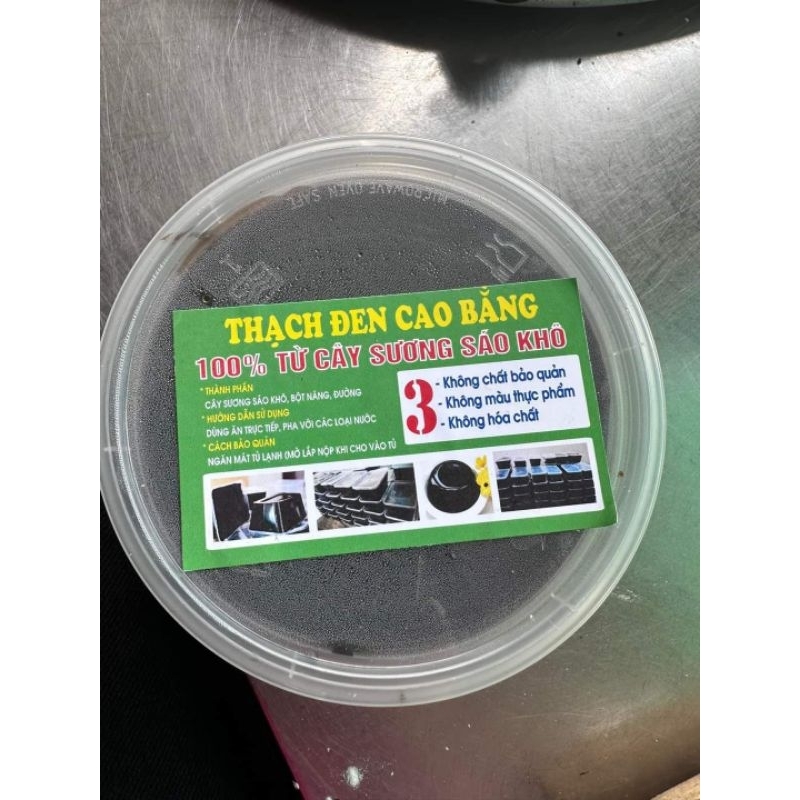 MICROWAVE OVEN SAFE
THẠCH ĐEN CAO BẰNG
100% TỪ CÂY SƯƠNG SÁO KHÔ
* THÀNH PHẦN
CÂY SƯƠNG SÁO KHÔ, BỘT NĂNG, ĐƯỜNG
* HƯỚNG DẪN SỬ DỤNG
DÙNG ĂN TRỰC TIẾP, PHA VỚI CÁC LOẠI NƯỚC
* CÁCH BẢO QUẢN
NGĂN MÁT TỦ LẠNH (MỞ LẮP NỘP KHI CHO VÀO TỦ
3
- Không chất bảo quản
- Không màu thực phẩm
- Không hóa chất